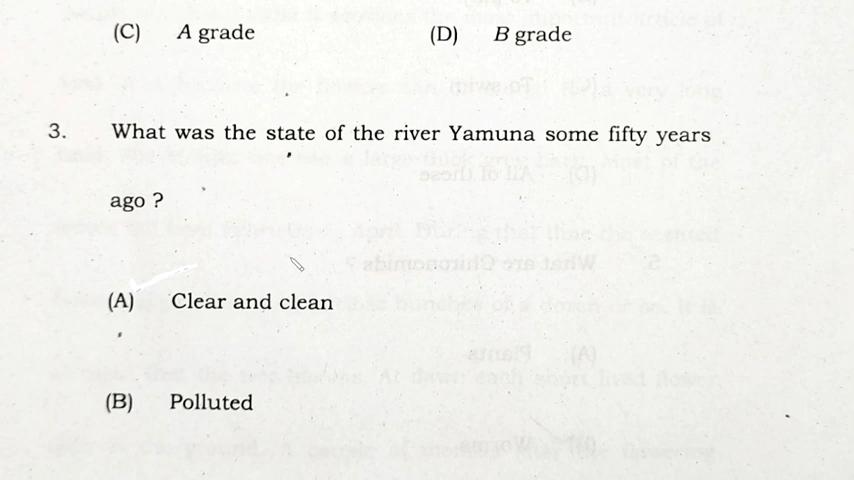 (C) A grade (D) B grade
3. What was the state of the river Yamuna some fifty years
ago ?
(A) Clear and clean
(B) Polluted